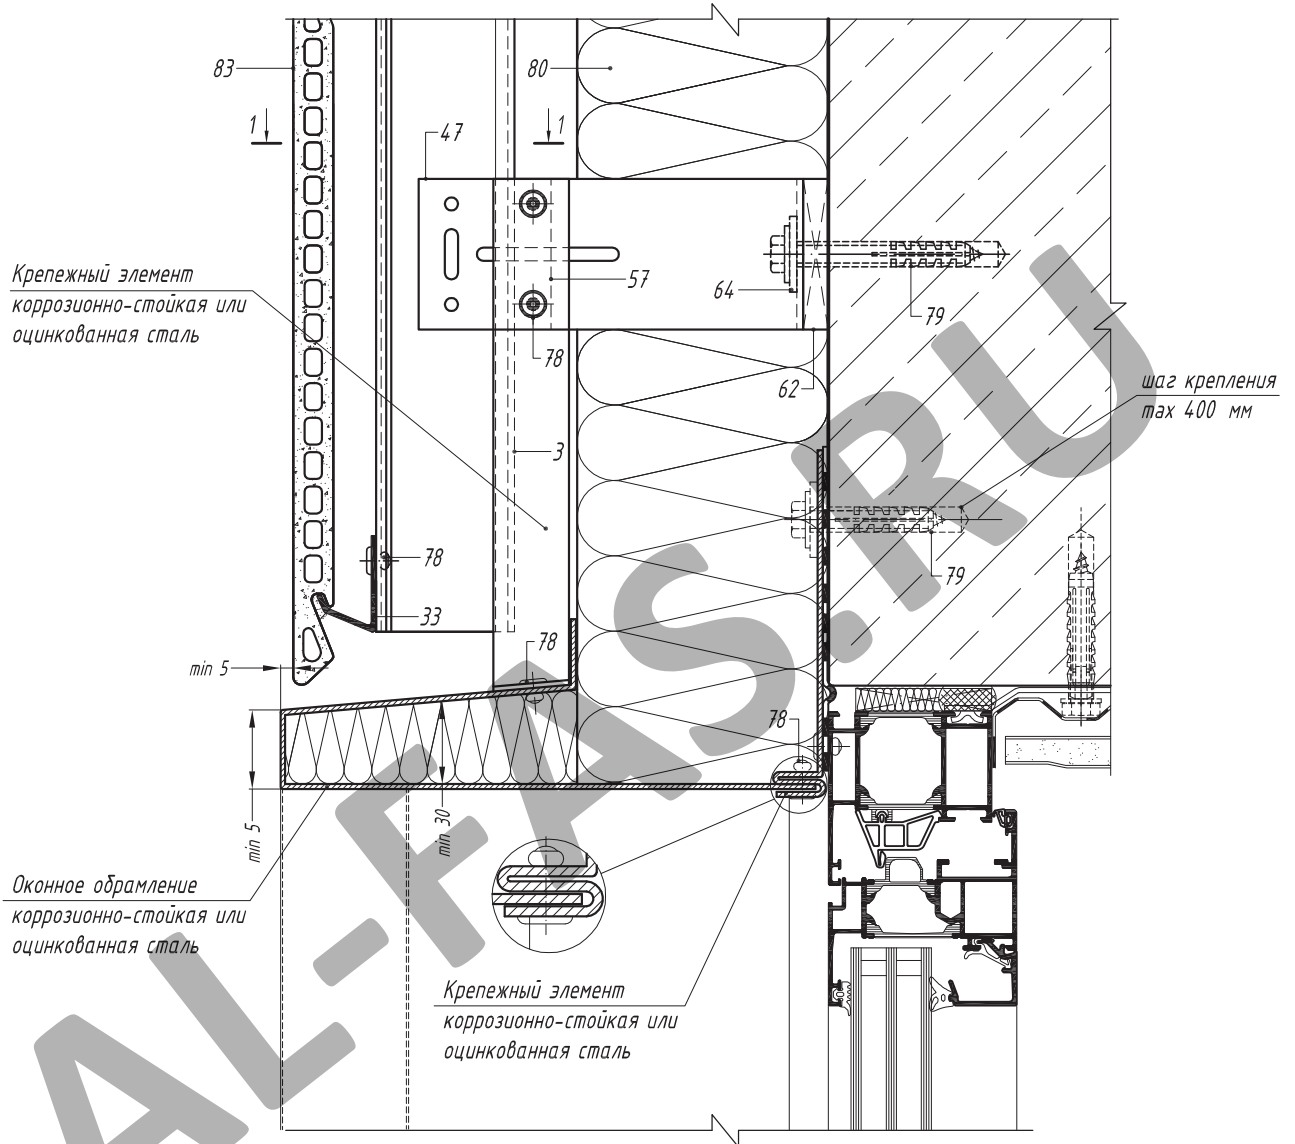 83
80
1
1
47
Крепежный элемент
коррозионно-стойкая или
оцинкованная сталь
57
64
79
78
62
шаг крепления
max 400 мм
3
78
79
33
78
min 5
78
min 5
min 30
Оконное обрамление
коррозионно-стойкая или
оцинкованная сталь
Крепежный элемент
коррозионно-стойкая или
оцинкованная сталь
AL-FAS.RU